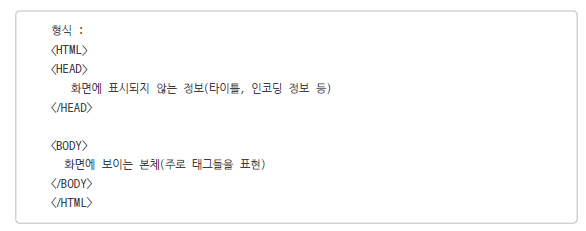 형식 :
<HTML>
<HEAD>
화면에 표시되지 않는 정보(타이틀, 인코딩 정보 등)
</HEAD>
<BODY>
화면에 보이는 본체(주로 태그들을 표현)
</BODY>
</HTML>